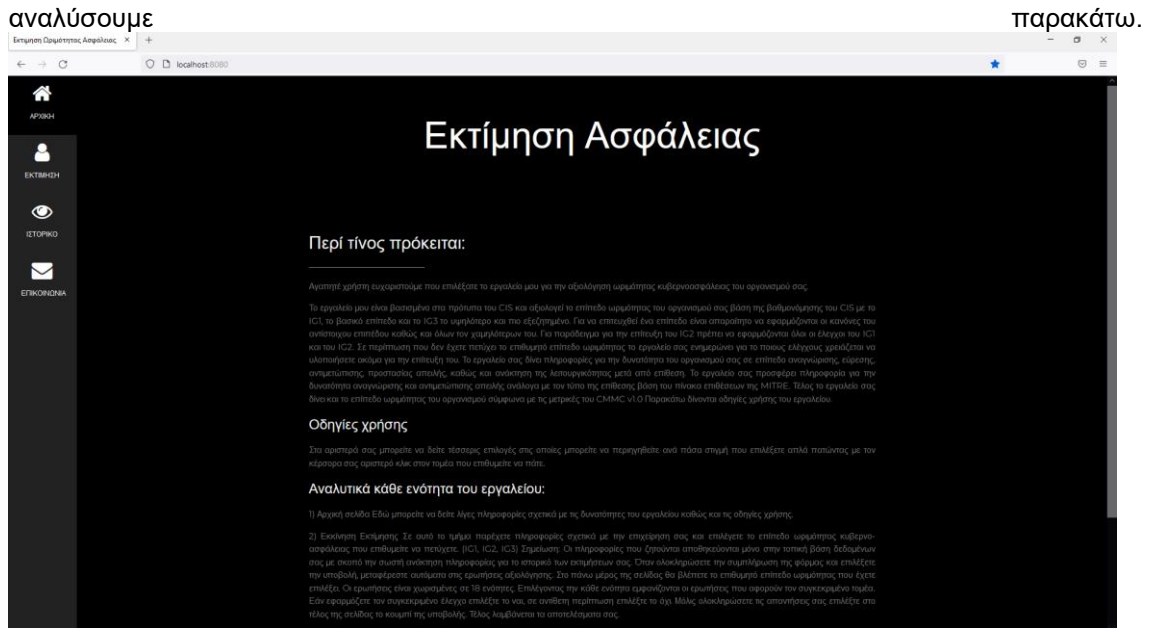 αναλύσουμε παρακάτω.
Εκτιμηση Ωριμότητας Ασφάλειας × +
localhost:8080
ΑΡΧΙΚΗ
ΕΚΤΙΜΗΣΗ
ΙΣΤΟΡΙΚΟ
ΕΠΙΚΟΙΝΩΝΙΑ
Εκτίμηση Ασφάλειας
Περί τίνος πρόκειται:
Αγαπητέ χρήστη ευχαριστούμε που επιλέξατε το εργαλείο μου για την αξιολόγηση ωριμότητας κυβερνοασφάλειας του οργανισμού σας.
Το εργαλείο μου είναι βασισμένο στα πρότυπα του CIS και αξιολογεί το επίπεδο ωριμότητας του οργανισμού σας βάση της βαθμονόμησης του CIS με το
IG1, το βασικό επίπεδο και το IG3 το υψηλότερο και πιο εξεζητημένο. Για να επιτευχθεί ένα επίπεδο είναι απαραίτητο να εφαρμόζονται οι κανόνες του
αντίστοιχου επιπέδου καθώς και όλων τον χαμηλότερων του. Για παράδειγμα για την επίτευξη του IG2 πρέπει να εφαρμόζονται όλοι οι έλεγχοι του IG1
και του IG2. Σε περίπτωση που δεν έχετε πετύχει το επιθυμητό επίπεδο ωριμότητας το εργαλείο σας ενημερώνει για το ποιους ελέγχους χρειάζεται να
υλοποιήσετε ακόμα για την επίτευξη του. Το εργαλείο σας δίνει πληροφορίες για την δυνατότητα του οργανισμού σας σε επίπεδο αναγνώρισης, εύρεσης,
αντιμετώπισης, προστασίας απειλής, καθώς και ανάκτηση της λειτουργικότητας μετά από επίθεση. Το εργαλείο σας προσφέρει πληροφορία για την
δυνατότητα αναγνώρισης και αντιμετώπισης απειλής ανάλογα με τον τύπο της επίθεσης βάση του πίνακα επιθέσεων της MITRE. Τέλος το εργαλείο σας
δίνει και το επίπεδο ωριμότητας του οργανισμού σύμφωνα με τις μετρικές του CMMC v1.0 Παρακάτω δίνονται οδηγίες χρήσης του εργαλείου.
Οδηγίες χρήσης
Στα αριστερά σας μπορείτε να δείτε τέσσερις επιλογές στις οποίες μπορείτε να περιηγηθείτε ανά πάσα στιγμή που επιλέξετε απλά πατώντας με τον
κέρσορα σας αριστερό κλικ στον τομέα που επιθυμείτε να πάτε.
Αναλυτικά κάθε ενότητα του εργαλείου:
1) Αρχική σελίδα Εδώ μπορείτε να δείτε λίγες πληροφορίες σχετικά με τις δυνατότητες του εργαλείου καθώς και τις οδηγίες χρήσης.
2) Εκκίνηση Εκτίμησης Σε αυτό το τμήμα παρέχετε πληροφορίες σχετικά με την επιχείρηση σας και επιλέγετε το επίπεδο ωριμότητας κυβερνο-
ασφάλειας που επιθυμείτε να πετύχετε. (IG1, IG2, IG3) Σημείωση: Οι πληροφορίες που ζητούνται αποθηκεύονται μόνο στην τοπική βάση δεδομένων
σας με σκοπό την σωστή ανάκτηση πληροφορίας για το ιστορικό των εκτιμήσεων σας. Όταν ολοκληρώσετε την συμπλήρωση της φόρμας και επιλέξετε
την υποβολή, μεταφέρεστε αυτόματα στις ερωτήσεις αξιολόγησης. Στο πάνω μέρος της σελίδας θα βλέπετε το επιθυμητό επίπεδο ωριμότητας που έχετε
επιλέξει. Οι ερωτήσεις είναι χωρισμένες σε 18 ενότητες. Επιλέγοντας την κάθε ενότητα εμφανίζονται οι ερωτήσεις που αφορούν τον συγκεκριμένο τομέα.
Εάν εφαρμόζετε τον συγκεκριμένο έλεγχο επιλέξτε το ναι, σε αντίθετη περίπτωση επιλέξτε το όχι. Μόλις ολοκληρώσετε τις απαντήσεις σας επιλέξτε στο
τέλος της σελίδας το κουμπί της υποβολής. Τέλος λαμβάνεται τα αποτελέσματα σας.